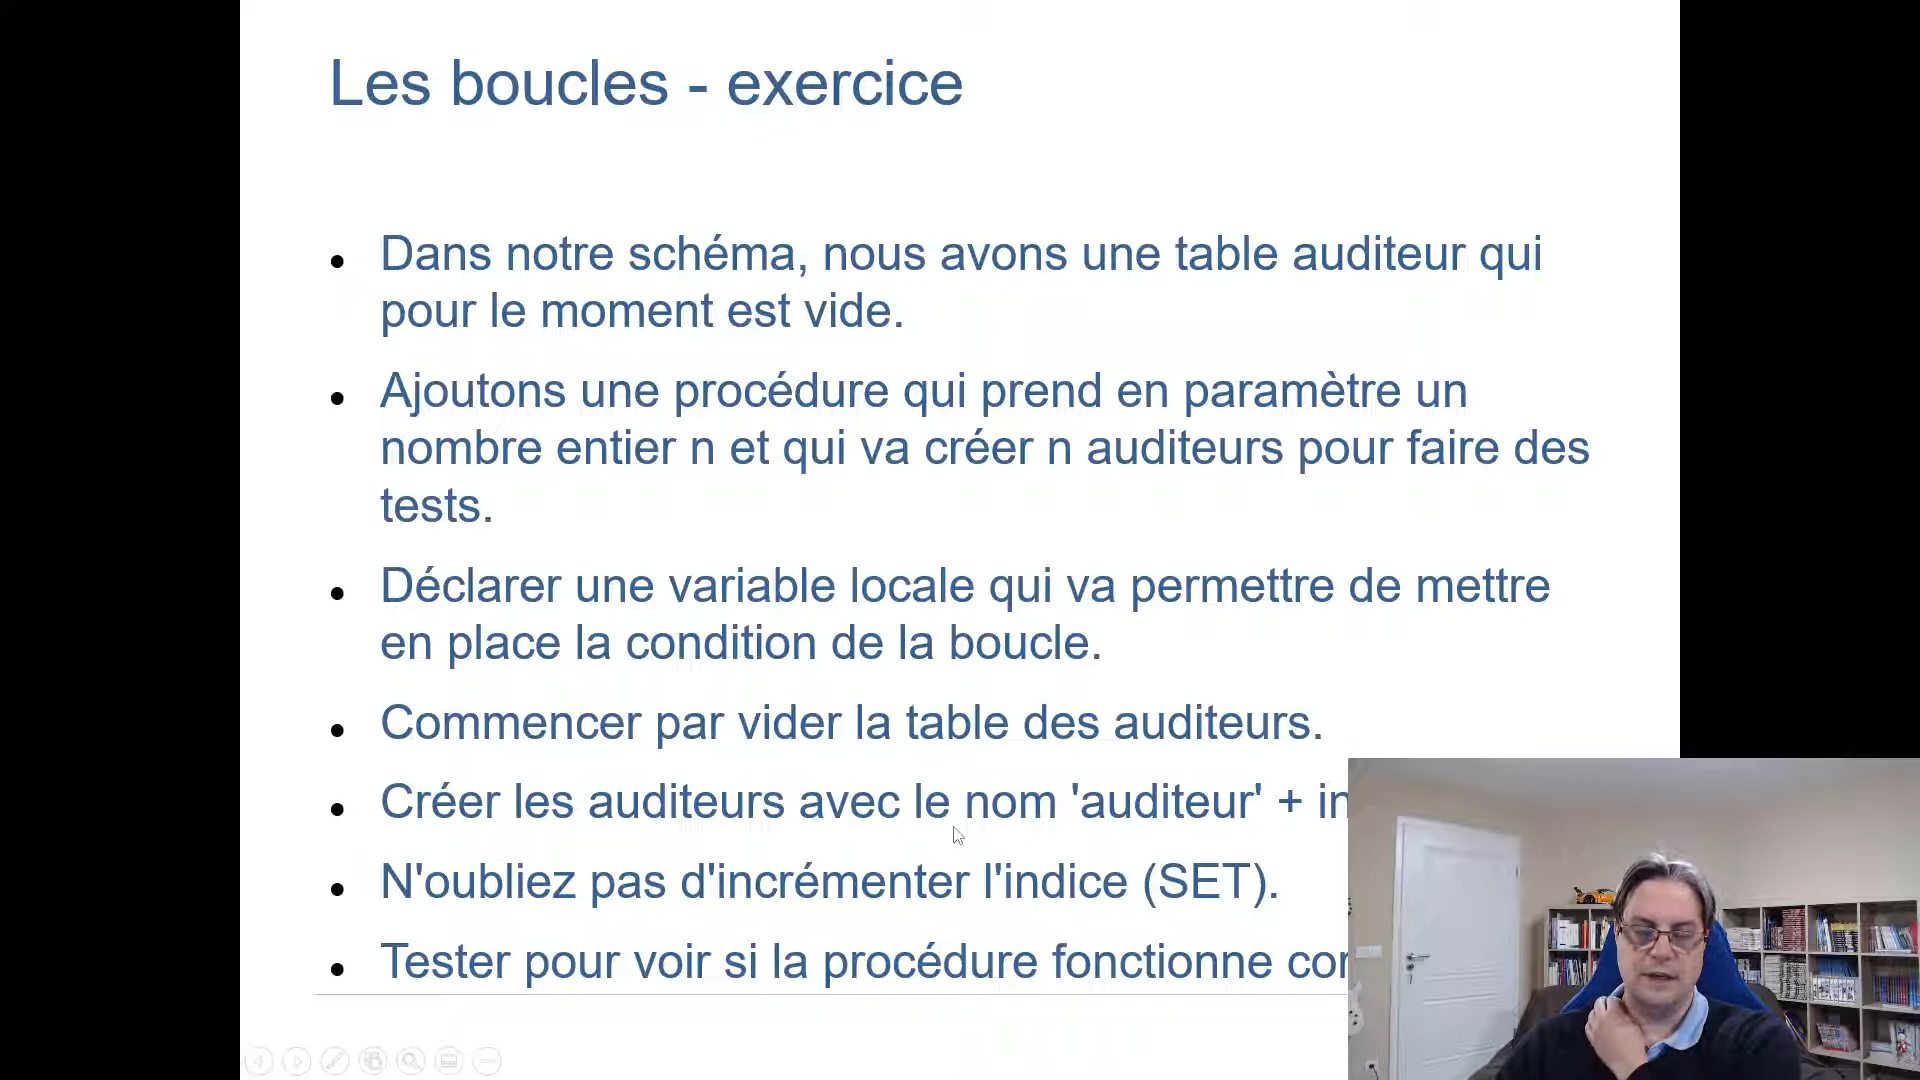 Les boucles - exercice
Dans notre schéma, nous avons une table auditeur qui
pour le moment est vide.
Ajoutons une procédure qui prend en paramètre un
nombre entier n et qui va créer n auditeurs pour faire des
tests.
Déclarer une variable locale qui va permettre de mettre
en place la condition de la boucle.
Commencer par vider la table des auditeurs.
Créer les auditeurs avec le nom 'auditeur' +
N'oubliez pas d'incrémenter l'indice (SET).
Tester pour voir si la procédure fonctionne